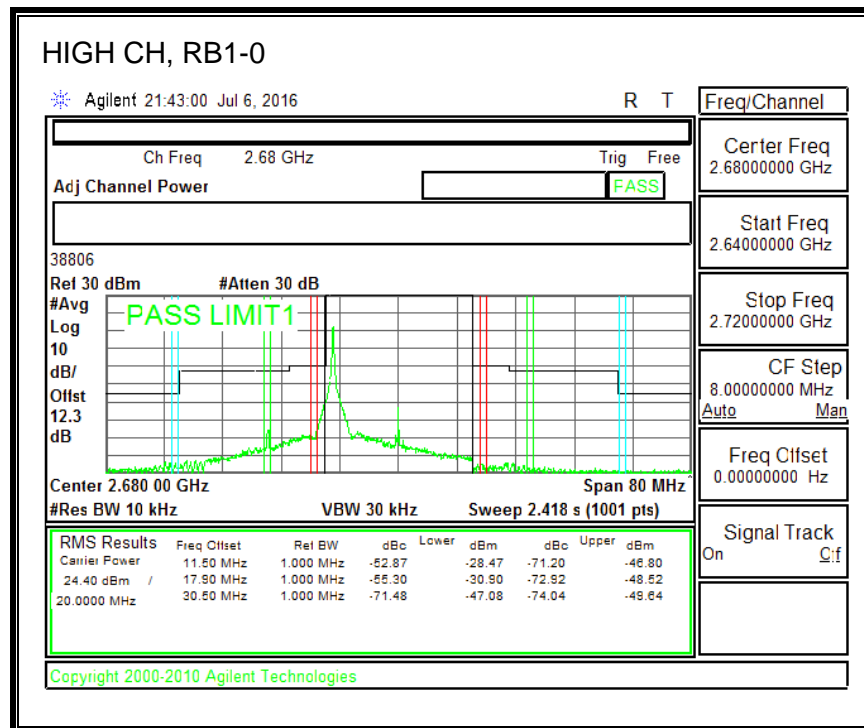 HIGH CH, RB1-0
Agilent 21:43:00 Jul 6, 2016 R T
Freq/Channel
Ch Freq 2.68 GHz Trig Free
Adj Channel Power PASS
38806
Ref 30 dBm #Atten 30 dB
#Avg
Log
10
dB/
Offst
12.3
dB
PASS LIMIT1
Center 2.680 00 GHz Span 80 MHz^
#Res BW 10 kHz VBW 30 kHz Sweep 2.418 s (1001 pts)
RMS Results Freq Offset Ref BW dBc Lower dBm dBc Upper dBm
Carrier Power 11.50 MHz 1.000 MHz -52.87 -28.47 -71.20 -46.80
24.40 dBm / 17.90 MHz 1.000 MHz -55.30 -30.90 -72.92 -48.52
20.0000 MHz 30.50 MHz 1.000 MHz -71.48 -47.08 -74.04 -49.64
Copyright 2000-2010 Agilent Technologies
Center Freq
2.68000000 GHz
Start Freq
2.64000000 GHz
Stop Freq
2.72000000 GHz
CF Step
8.00000000 MHz
Auto Man
Freq Offset
0.00000000 Hz
Signal Track
On Off